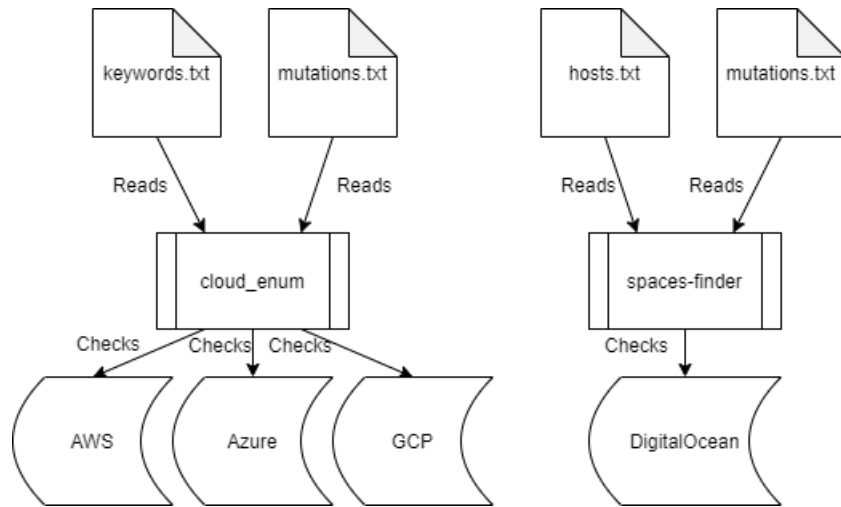 keywords.txt
mutations.txt
hosts.txt
mutations.txt
Reads
Reads
Reads
Reads
cloud_enum
spaces-finder
Checks
Checks
Checks
Checks
AWS
Azure
GCP
DigitalOcean